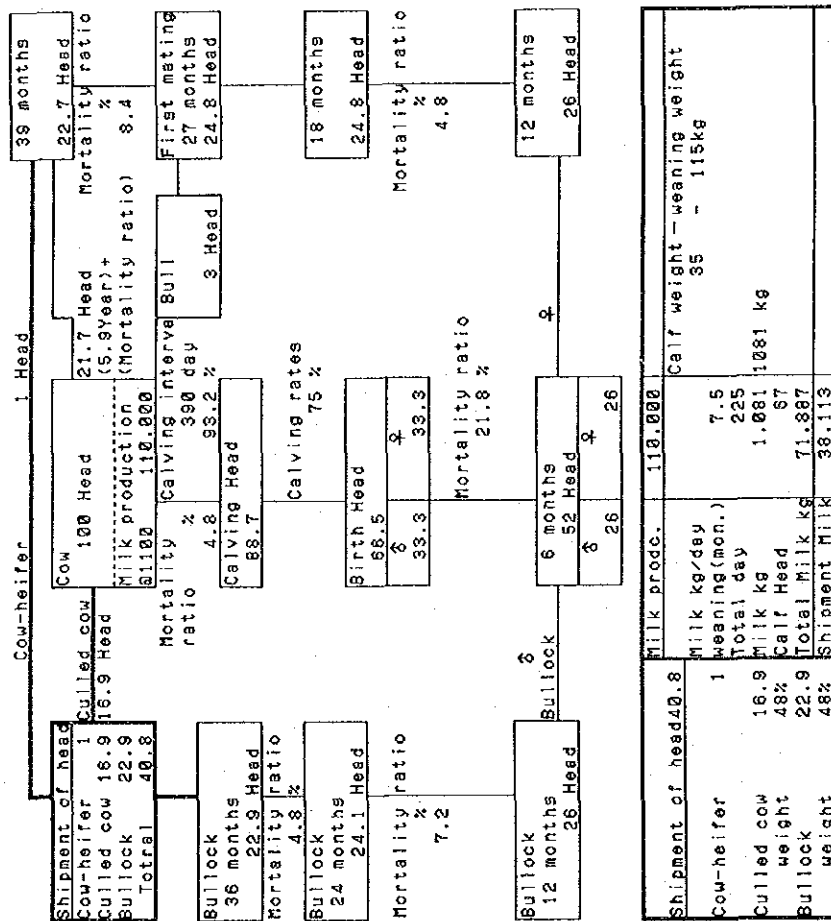 Cow-heifer 1 Head
Shipment of head
Cow-heifer 1
Culled cow 16.9
Bullock 22.9
Totral 40.8
Culled cow
16.9 Head
Cow
100 Head
Milk production
@1100 110.000
21.7 Head
(5.9Year)+
(Mortality ratio)
39 months
22.7 Head
Mortality ratio
%
8.4
Bullock
36 months
22.9 Head
Mortality ratio
4.8 %
Mortality
ratio
%
4.8
Calving interve
390 day
93.2 %
Bull
3 Head
First mating
27 months
24.8 Head
Calving Head
88.7
Bullock
24 months
24.1 Head
Calving rates
75 %
18 months
24.8 Head
Mortality ratio
%
7.2
Birth Head
66.5
♂ ♀
33.3 33.3
Mortality ratio
%
4.8
Mortality ratio
21.8 %
Bullock
12 months
26 Head
Bullock ♂
6 months
52 Head
♂ ♀
26 26
♀
12 months
26 Head
Shipment of head40.8
Cow-heifer 1
Culled cow 16.9
weight 48%
Bullock 22.9
weight 48%
Milk prodc. 110.000
Milk kg/day 7.5
weaning(mon.)
Total day 225
Milk kg 1.081 1081 kg
Calf Head 67
Total Milk kg 71.887
Shipment Milk 38.113
Calf weight-weaning weight
35 - 115kg